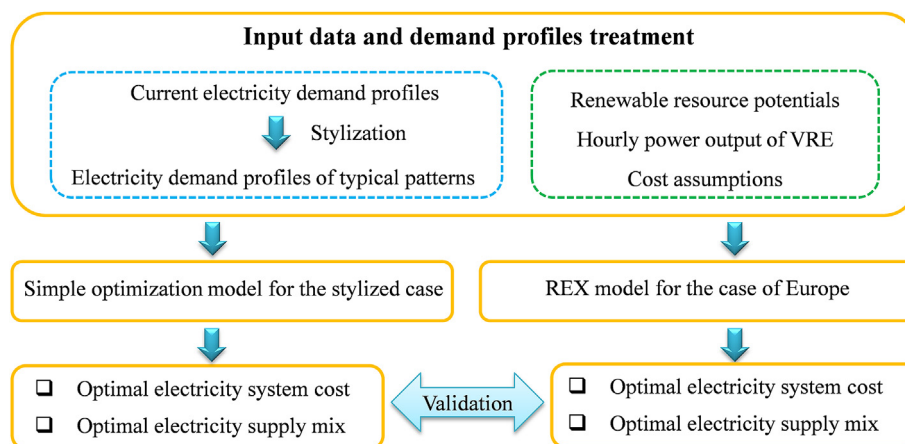 Input data and demand profiles treatment
Current electricity demand profiles
Stylization
Electricity demand profiles of typical patterns
Renewable resource potentials
Hourly power output of VRE
Cost assumptions
Simple optimization model for the stylized case
REX model for the case of Europe
Optimal electricity system cost
Optimal electricity supply mix
Validation
Optimal electricity system cost
Optimal electricity supply mix